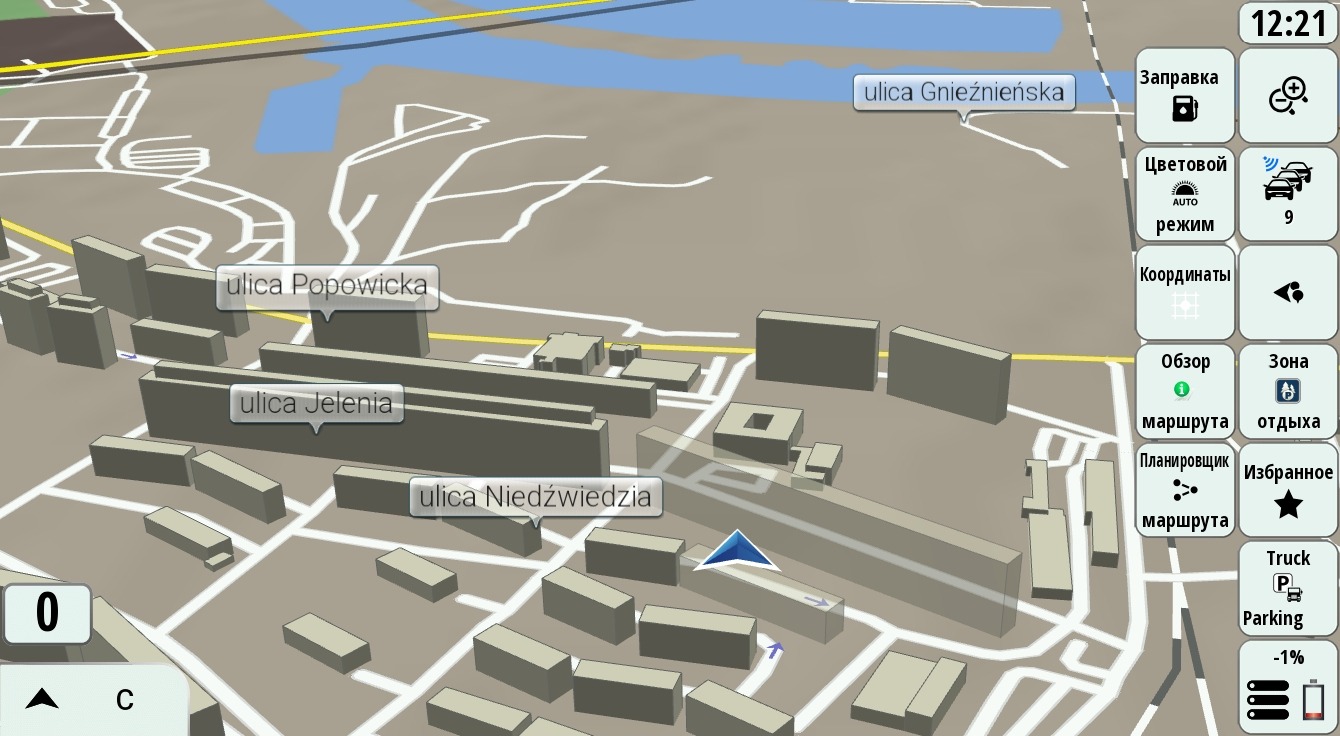 12:21
ulica Gnieźnieńska
Заправка
Цветовой
AUTO
режим
9
Координаты
ulica Popowicka
Обзор
i
маршрута
Зона
отдыха
ulica Jelenia
Планировщик
маршрута
Избранное
ulica Niedźwiedzia
Truck
P
Parking
0
-1%
С